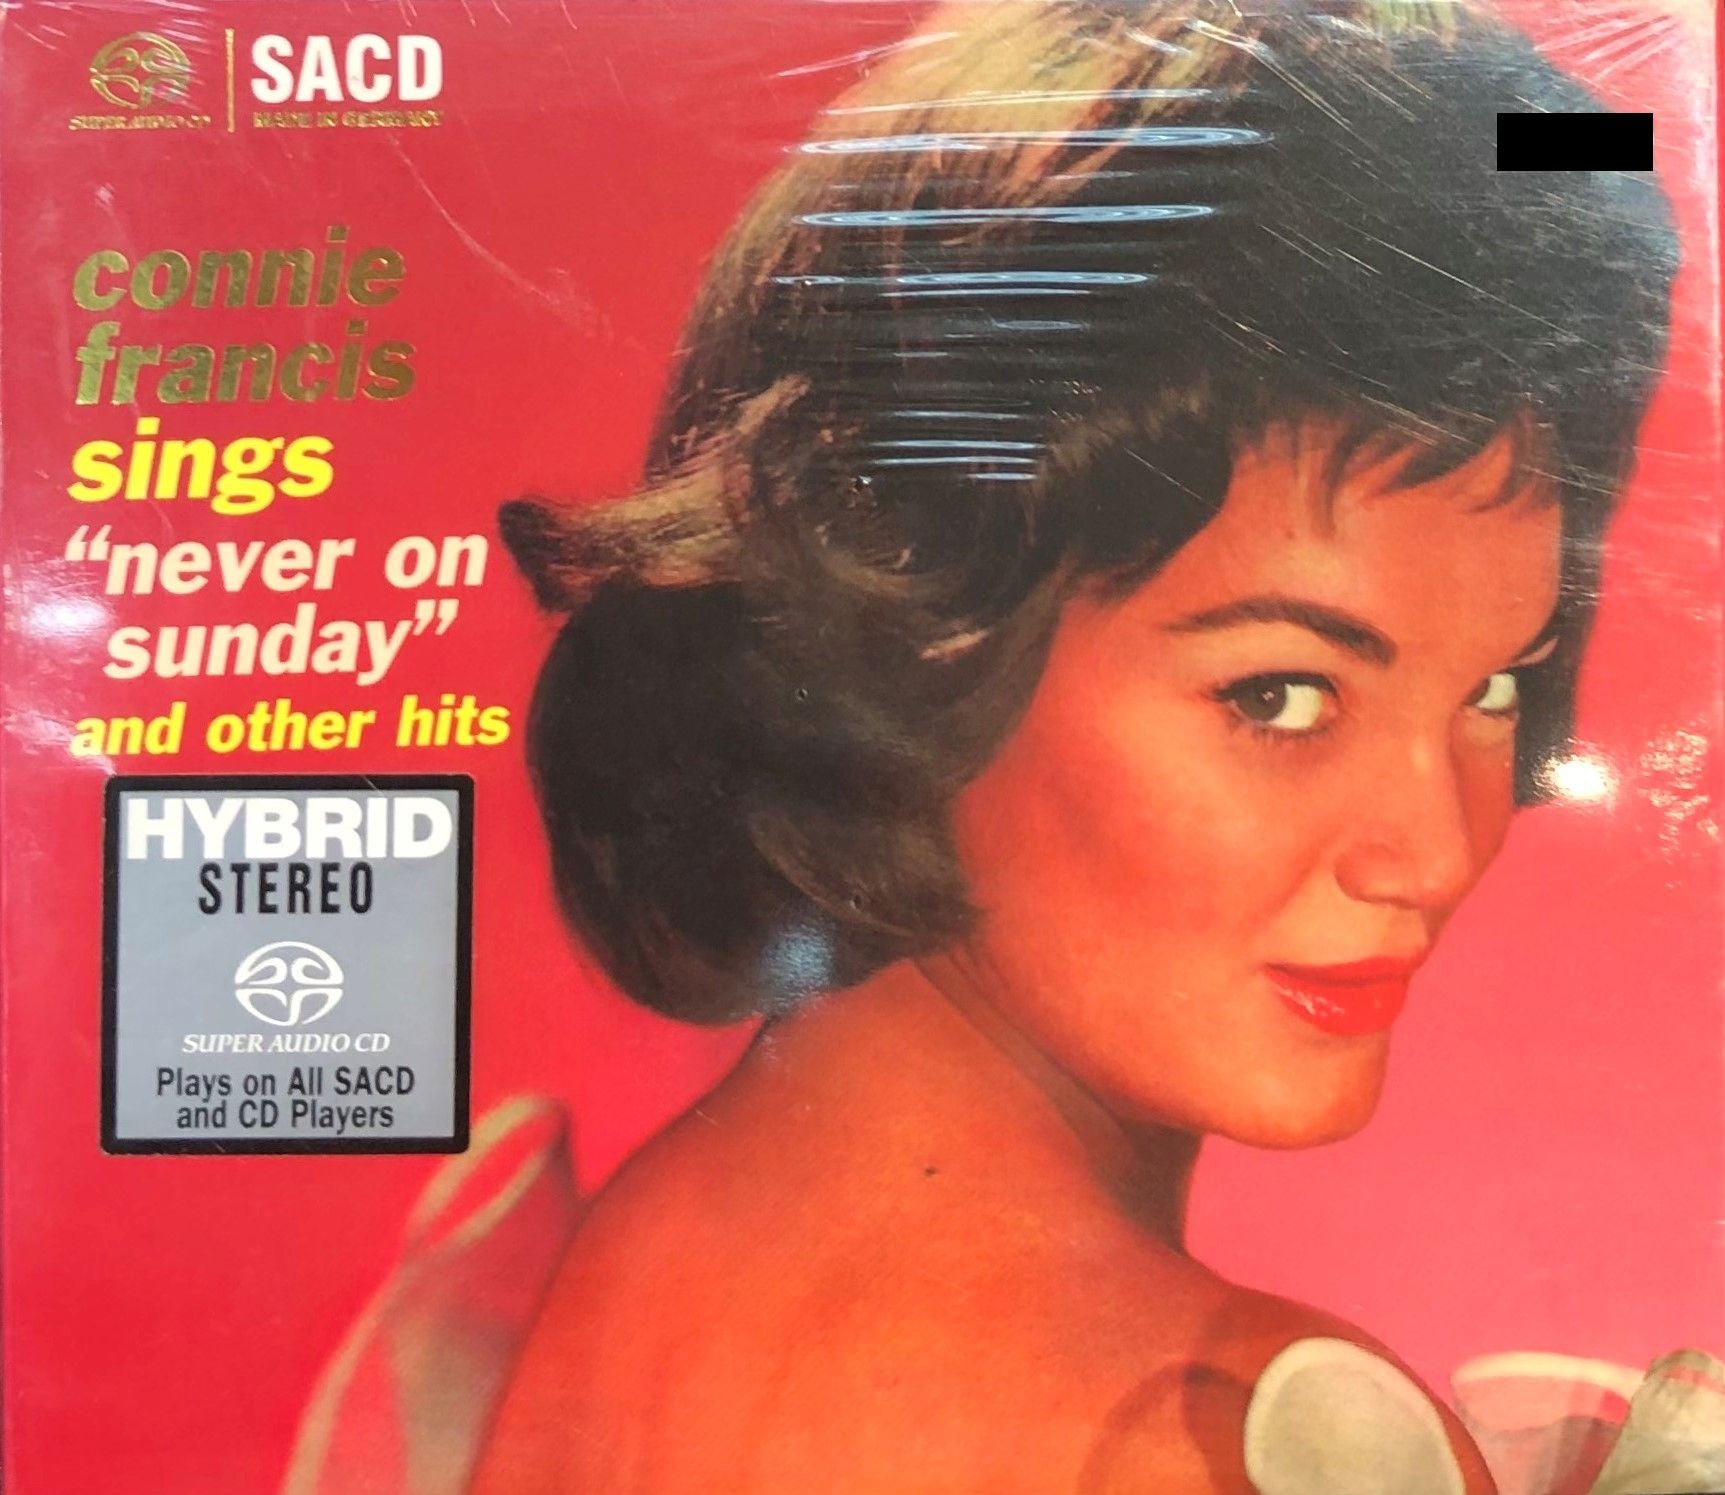 SACD
SUPER AUDIO CD
MADE IN GERMANY
connie
francis
sings
“never on
sunday”
and other hits
HYBRID
STEREO
SUPER AUDIO CD
Plays on All SACD
and CD Players